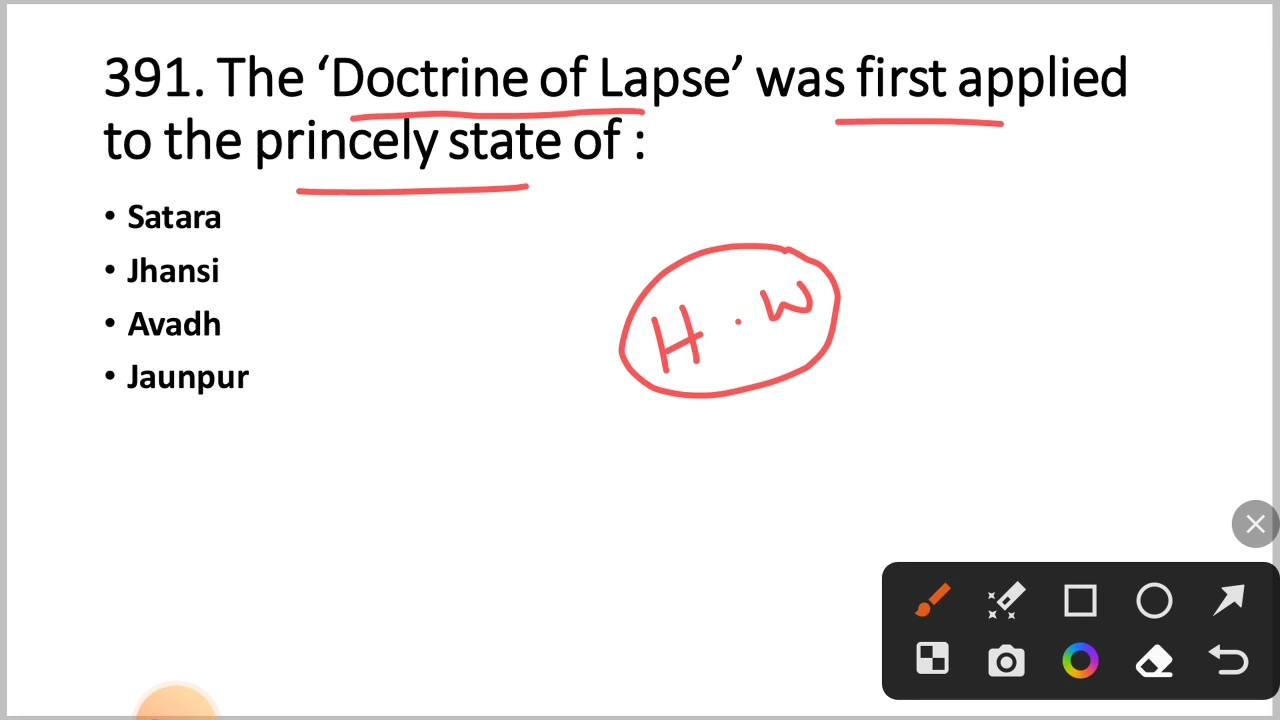 391. The ‘Doctrine of Lapse’ was first applied
to the princely state of :
• Satara
• Jhansi
• Avadh
• Jaunpur
H . W